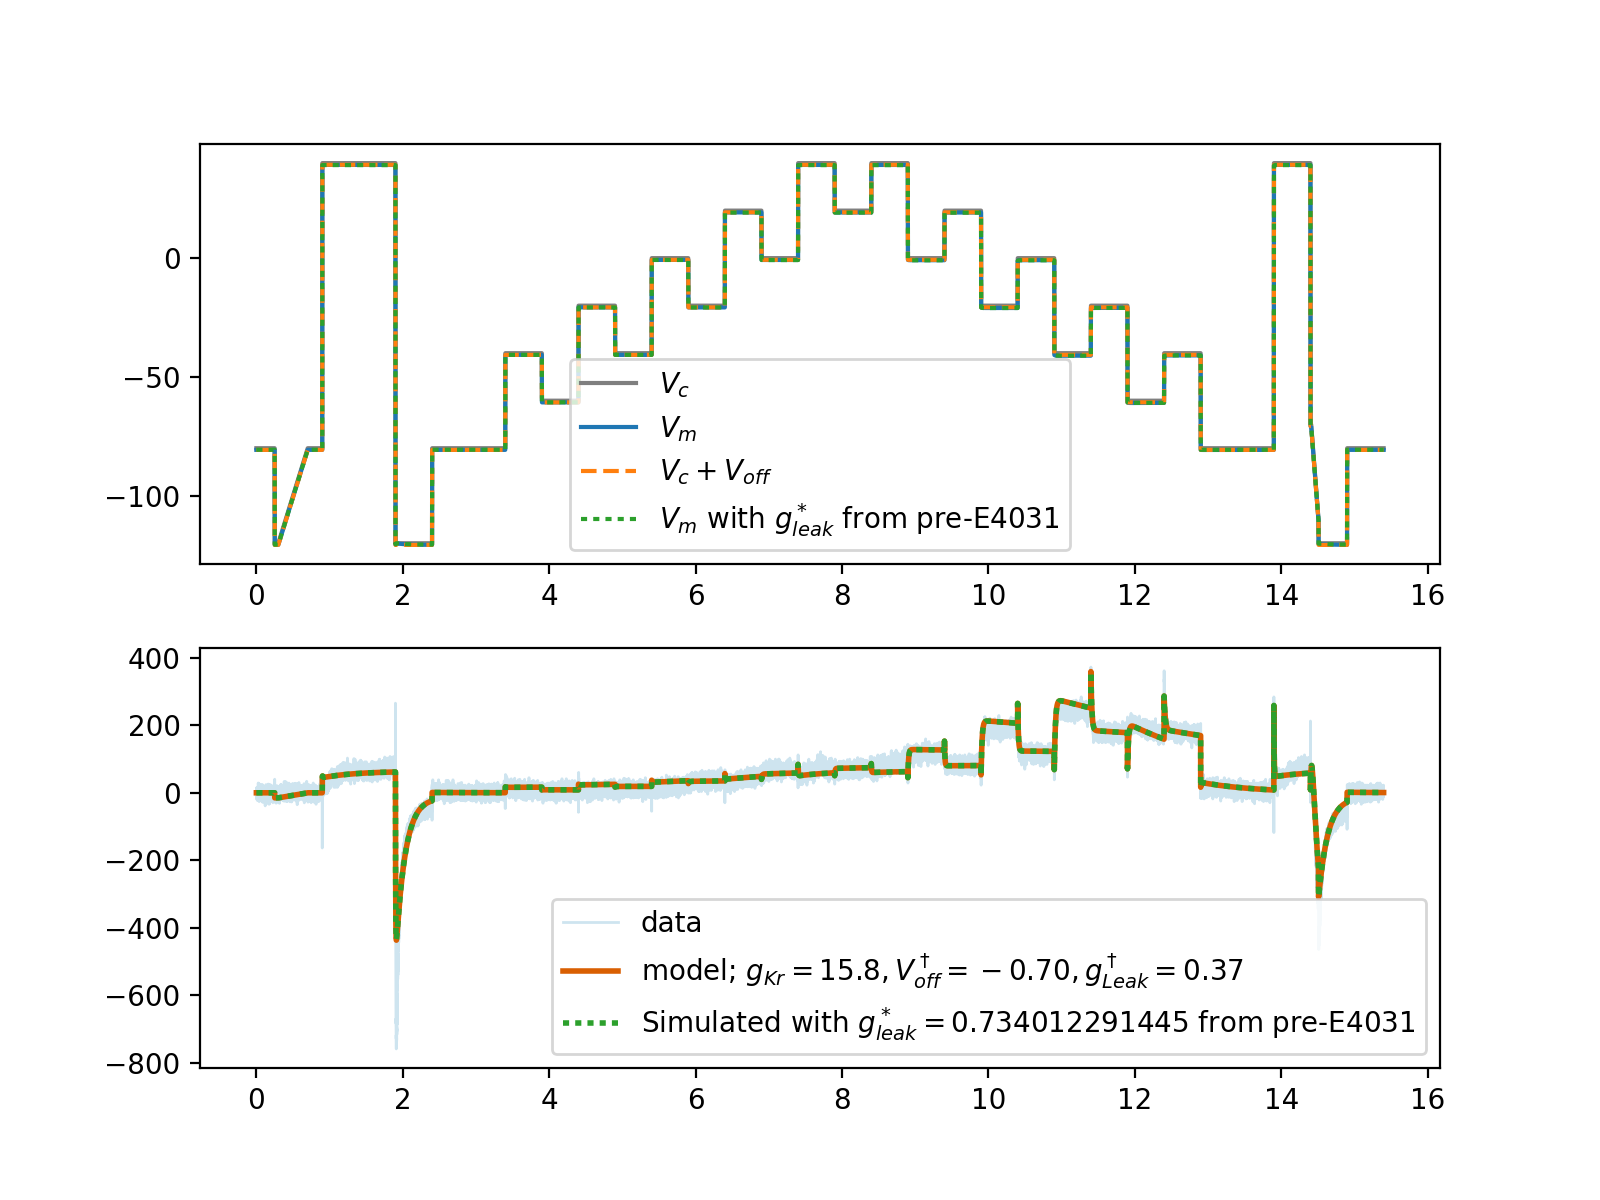 0
−50
−100
V_c
V_m
V_c + V_off
V_m with g*_leak from pre-E4031
0 2 4 6 8 10 12 14 16
400
200
0
−200
−400
−600
−800
data
model; g_Kr = 15.8, V†_off = −0.70, g†_Leak = 0.37
Simulated with g*_leak = 0.734012291445 from pre-E4031
0 2 4 6 8 10 12 14 16